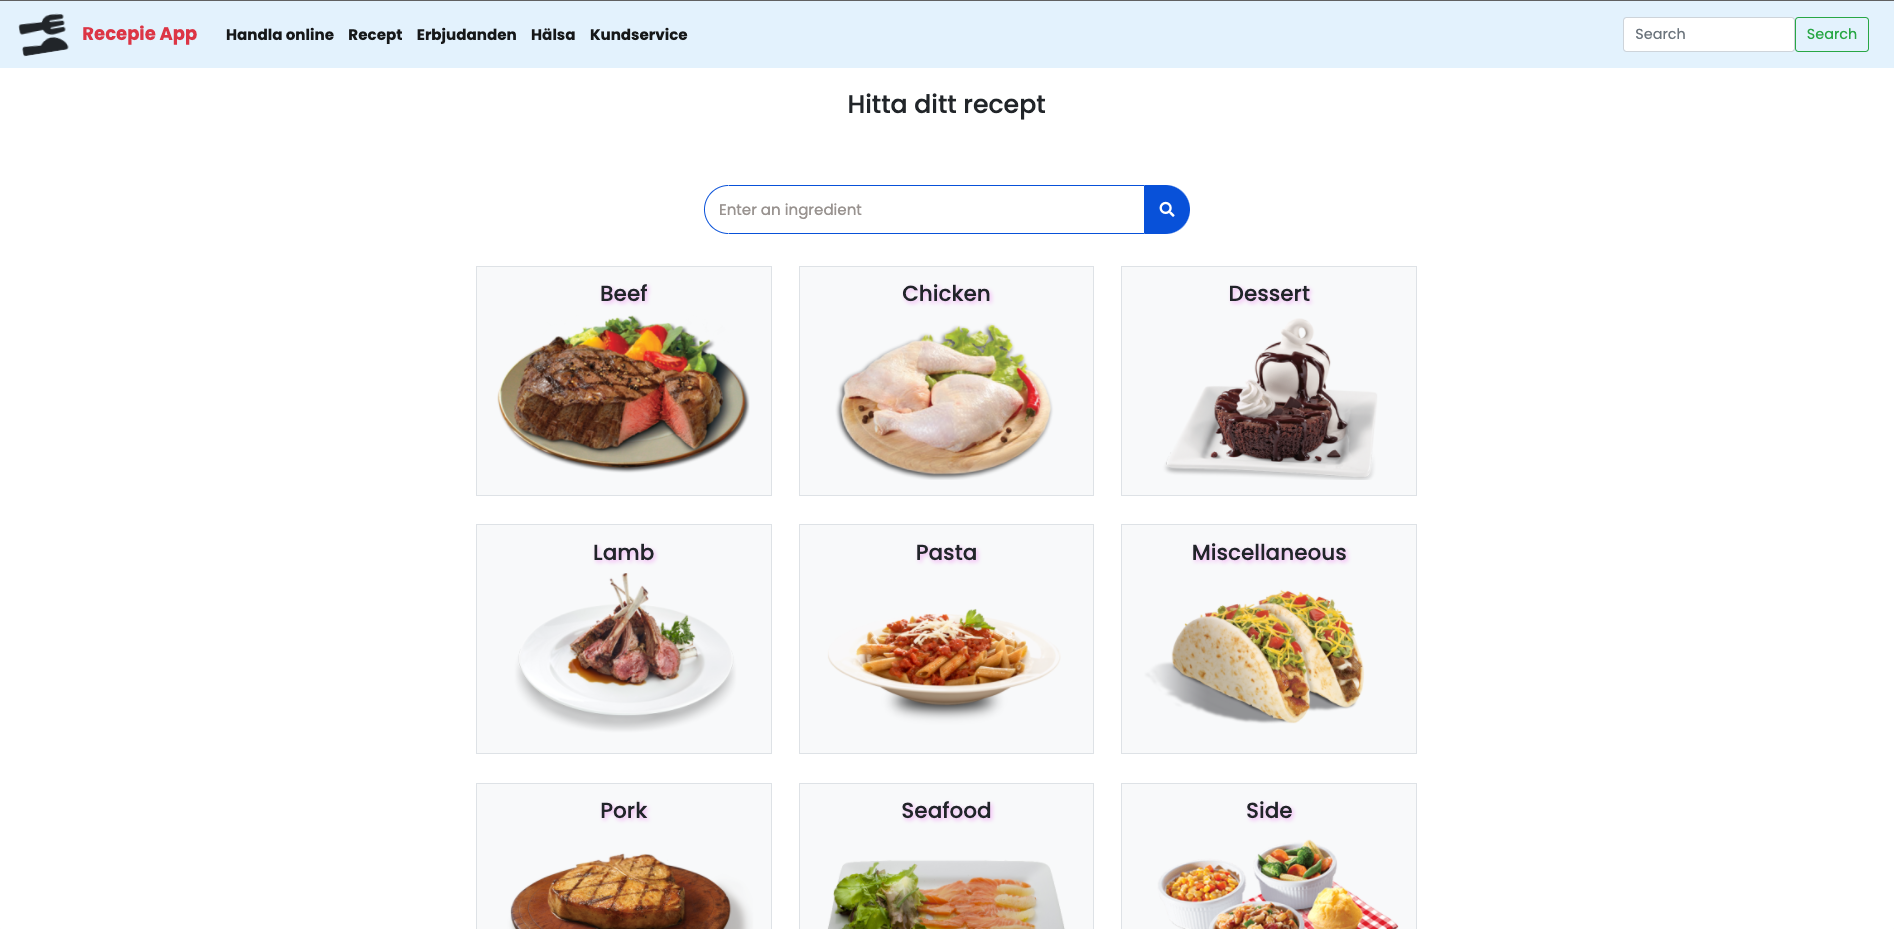 Recepie App
Handla online Recept Erbjudanden Hälsa Kundservice
Search Search
Hitta ditt recept
Enter an ingredient
Beef Chicken Dessert
Lamb Pasta Miscellaneous
Pork Seafood Side